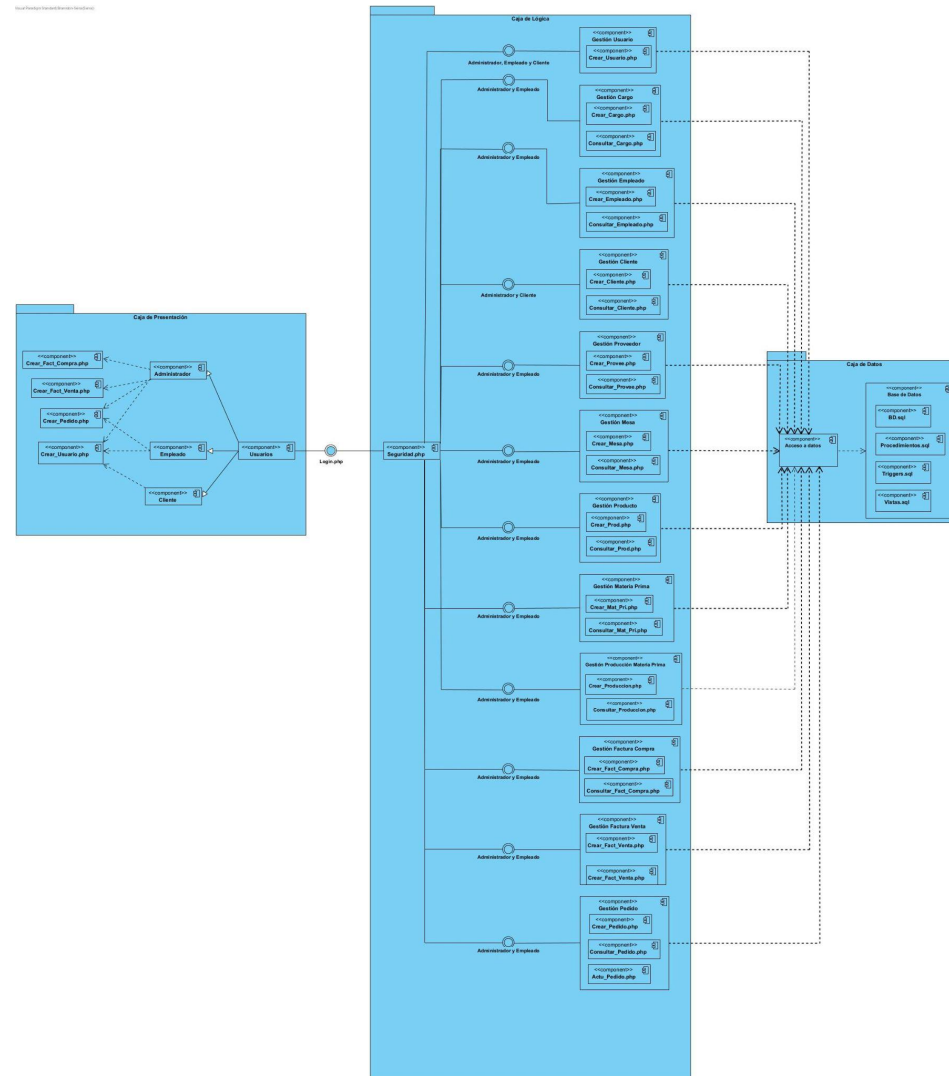 Caja de Presentación
<<component>>
Crear_Fact_Compra.php
<<component>>
Crear_Fact_Venta.php
<<component>>
Crear_Pedido.php
<<component>>
Crear_Usuario.php
<<component>>
Administrador
<<component>>
Empleado
<<component>>
Cliente
<<components>>
Usuarios
Login.php
Caja de Lógica
<<component>>
Seguridad.php
Administrador, Empleado y Cliente
<<component>>
Gestión Usuario
<<component>>
Crear_Usuario.php
Administrador y Empleado
<<component>>
Gestión Cargo
<<component>>
Crear_Cargo.php
<<component>>
Consultar_Cargo.php
Administrador y Empleado
<<component>>
Gestión Empleado
<<component>>
Crear_Empleado.php
<<component>>
Consultar_Empleado.php
Administrador y Cliente
<<component>>
Gestión Cliente
<<component>>
Crear_Cliente.php
<<component>>
Consultar_Cliente.php
Administrador y Empleado
<<component>>
Gestión Proveedor
<<component>>
Crear_Provee.php
<<component>>
Consultar_Provee.php
Administrador y Empleado
<<component>>
Gestión Mesa
<<component>>
Crear_Mesa.php
<<component>>
Consultar_Mesa.php
Administrador y Empleado
<<component>>
Gestión Producto
<<component>>
Crear_Prod.php
<<component>>
Consultar_Prod.php
Administrador y Empleado
<<component>>
Gestión Materia Prima
<<component>>
Crear_Mat_Pri.php
<<component>>
Consultar_Mat_Pri.php
Administrador y Empleado
<<component>>
Gestión Producción Materia Prima
<<component>>
Crear_Produccion.php
<<component>>
Consultar_Produccion.php
Administrador y Empleado
<<component>>
Gestión Factura Compra
<<component>>
Crear_Fact_Compra.php
<<component>>
Consultar_Fact_Compra.php
Administrador y Empleado
<<component>>
Gestión Factura Venta
<<component>>
Crear_Fact_Venta.php
<<component>>
Crear_Fact_Venta.php
Administrador y Empleado
<<component>>
Gestión Pedido
<<component>>
Crear_Pedido.php
<<component>>
Consultar_Pedido.php
<<component>>
Actu_Pedido.php
Caja de Datos
<<component>>
Acceso a datos
<<component>>
Base de Datos
<<component>>
BD.sql
<<component>>
Procedimientos.sql
<<component>>
Triggers.sql
<<component>>
Vistas.sql